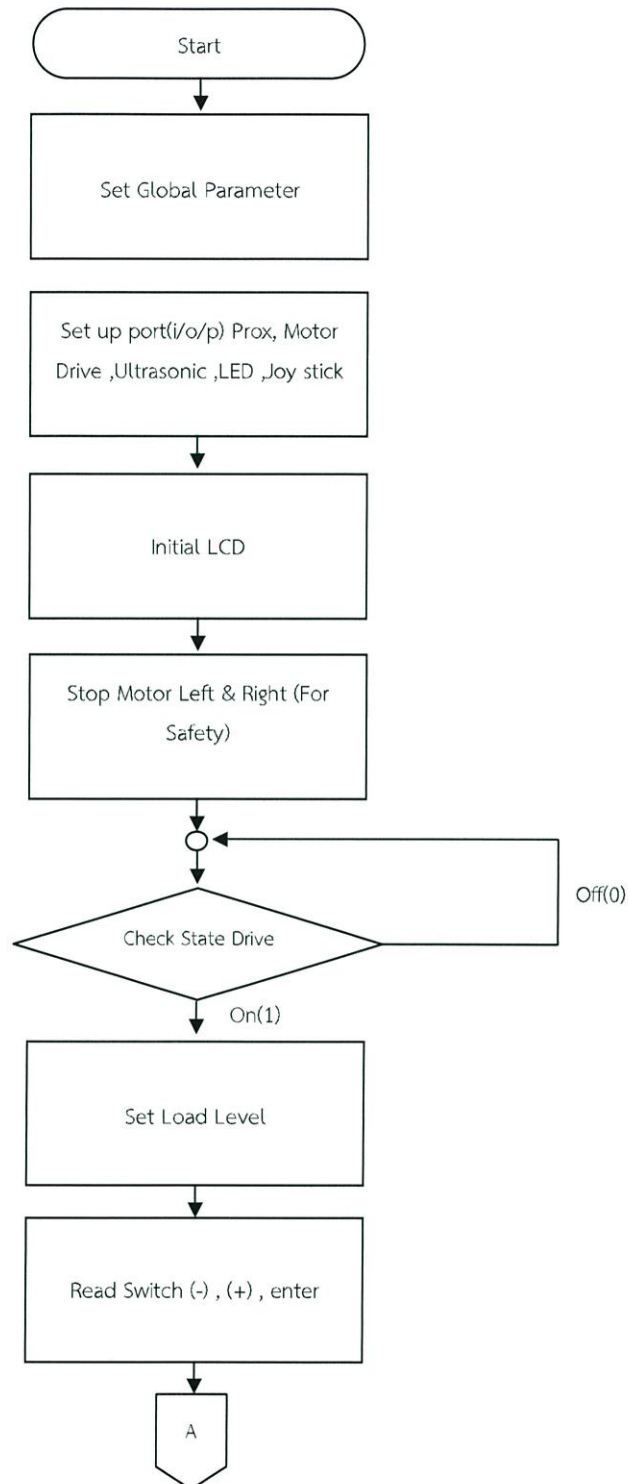 Start
Set Global Parameter
Set up port(i/o/p) Prox, Motor
Drive ,Ultrasonic ,LED ,Joy stick
Initial LCD
Stop Motor Left & Right (For
Safety)
Off(0)
Check State Drive
On(1)
Set Load Level
Read Switch (-) , (+) , enter
A